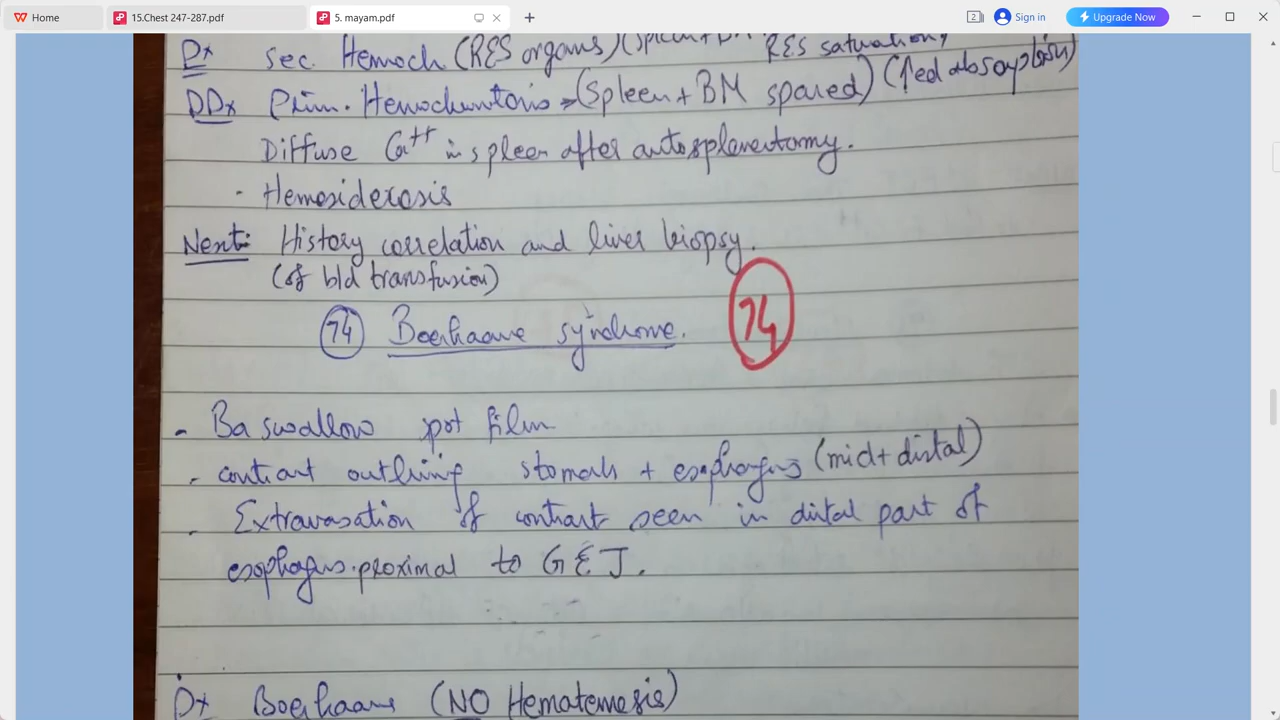 Home
15.Chest 247-287.pdf
5. mayam.pdf
2
Sign in
Upgrade Now
Dx sec. Hemoch (RES organs) (spleen + RES saturation)
DDx Prim. Hemochromtosis → (Spleen + BM spared) (↑ed absorption)
Diffuse Ca++ in spleen after autosplenectomy.
- Hemosiderosis
Next: History correlation and liver biopsy.
(of bld transfusion)
74 Boerhaave syndrome. 74
- Ba swallow spot film
- contrast outlining stomach + esophagus (mid + distal)
- Extravasation of contrast seen in distal part of
esophagus proximal to GEJ.
Dx Boerhaave (NO Hematemesis)